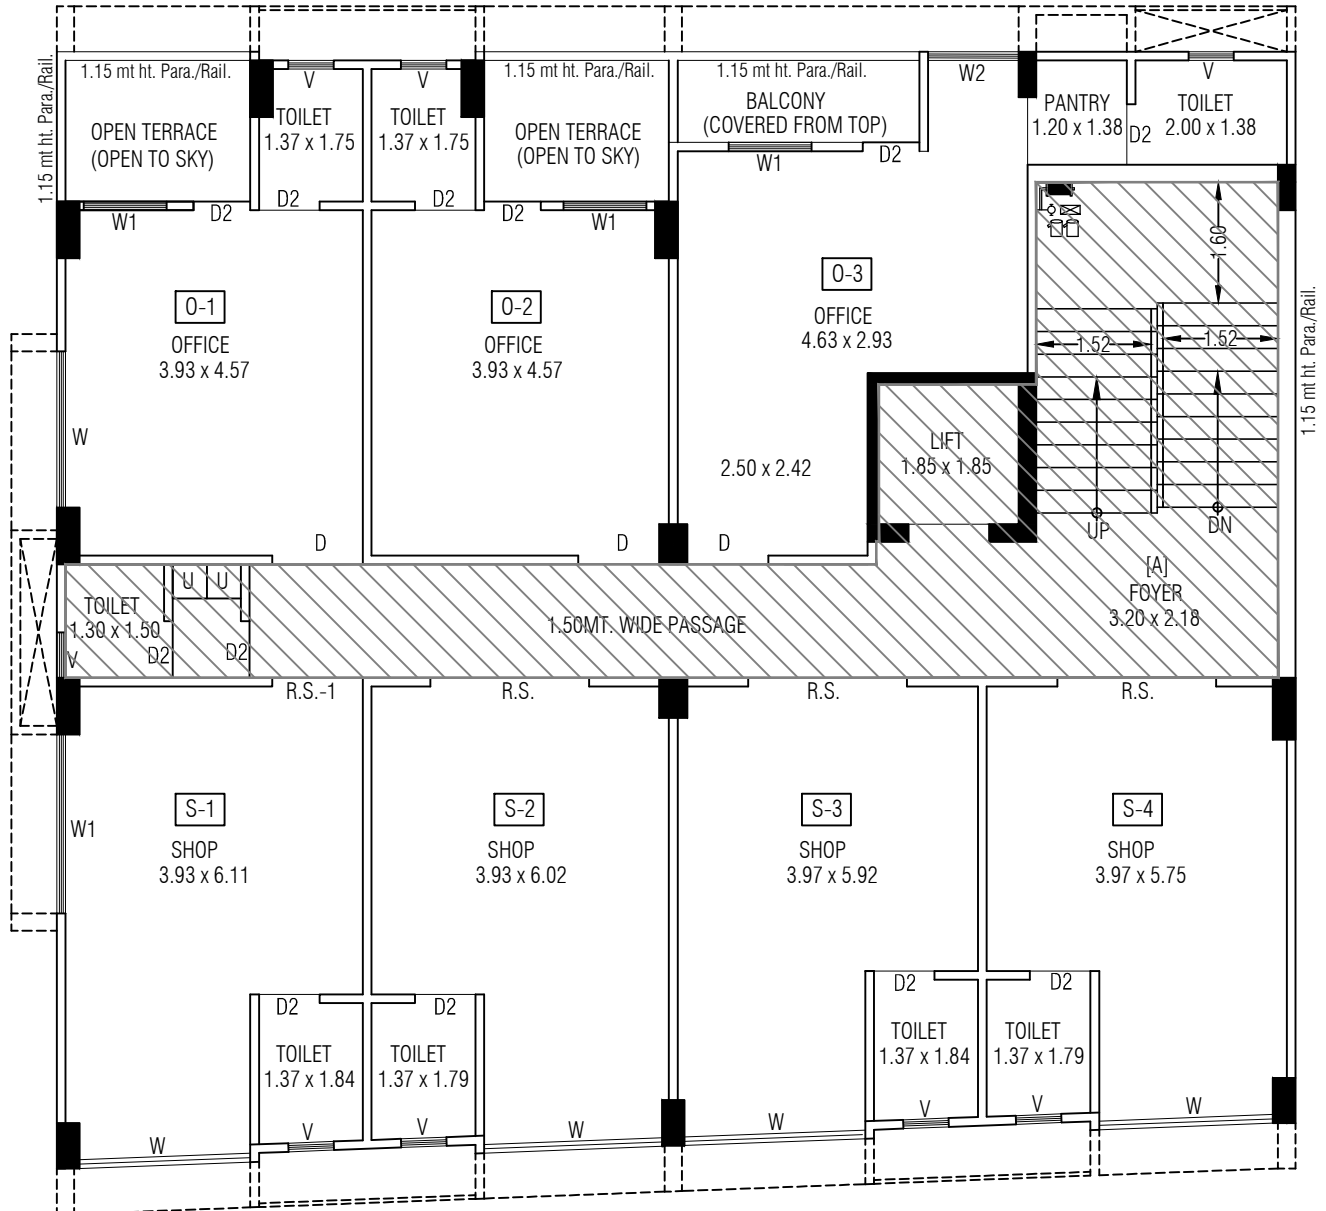 1.15 mt ht. Para./Rail.
1.15 mt ht. Para./Rail.
V
V
1.15 mt ht. Para./Rail.
1.15 mt ht. Para./Rail.
W2
V
OPEN TERRACE
(OPEN TO SKY)
TOILET
1.37 x 1.75
TOILET
1.37 x 1.75
OPEN TERRACE
(OPEN TO SKY)
BALCONY
(COVERED FROM TOP)
PANTRY
1.20 x 1.38
D2
TOILET
2.00 x 1.38
W1
D2
D2
D2
D2
W1
W1
D2
1.60
O-1
OFFICE
3.93 x 4.57
O-2
OFFICE
3.93 x 4.57
O-3
OFFICE
4.63 x 2.93
1.52
1.52
1.15 mt ht. Para./Rail.
W
2.50 x 2.42
LIFT
1.85 x 1.85
UP
DN
D
D
D
[A]
FOYER
3.20 x 2.18
TOILET
1.30 x 1.50
U
U
V
D2
D2
1.50MT. WIDE PASSAGE
R.S.-1
R.S.
R.S.
R.S.
W1
S-1
SHOP
3.93 x 6.11
S-2
SHOP
3.93 x 6.02
S-3
SHOP
3.97 x 5.92
S-4
SHOP
3.97 x 5.75
D2
D2
D2
D2
TOILET
1.37 x 1.84
TOILET
1.37 x 1.79
TOILET
1.37 x 1.84
TOILET
1.37 x 1.79
W
V
V
W
W
V
V
W